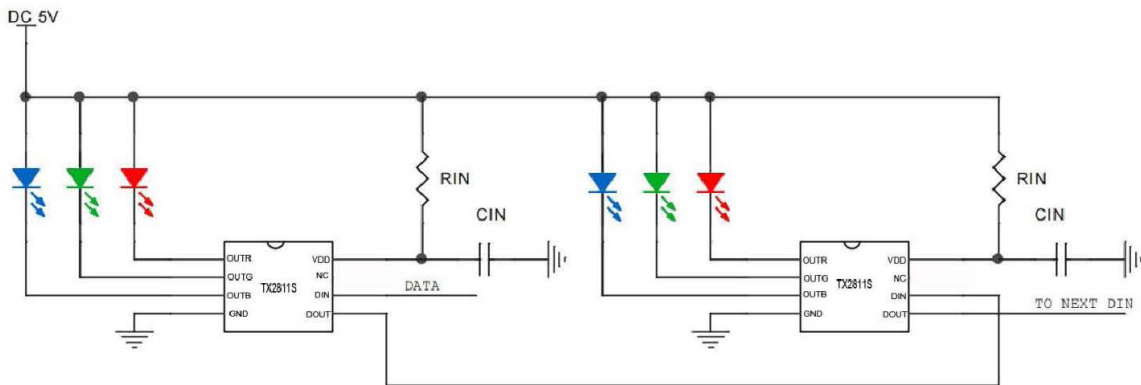 DC 5V
RIN
CIN
OUTR
OUTG
OUTB
GND
TX2811S
VDD
NC
DIN
DOUT
DATA
RIN
CIN
OUTR
OUTG
OUTB
GND
TX2811S
VDD
NC
DIN
DOUT
TO NEXT DIN